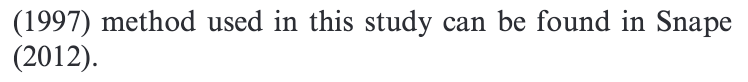 (1997) method used in this study can be found in Snape
(2012).